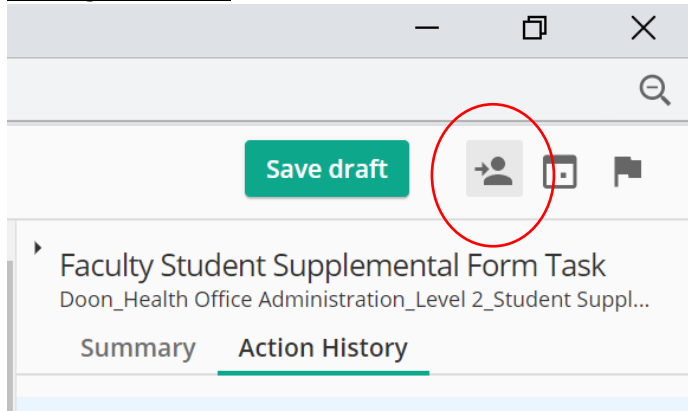 Save draft
Faculty Student Supplemental Form Task
Doon_Health Office Administration_Level 2_Student Suppl...
Summary Action History